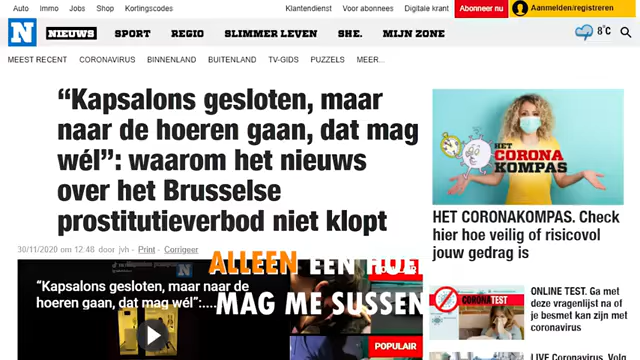 Auto Immo Jobs Shop Kortingscodes Klantendienst Voor abonnees Digitale krant Abonneer nu Aanmelden/registreren
N NIEUWS SPORT REGIO SLIMMER LEVEN SHE. MIJN ZONE 8°C
MEEST RECENT CORONAVIRUS BINNENLAND BUITENLAND TV-GIDS PUZZELS MEER...
“Kapsalons gesloten, maar
naar de hoeren gaan, dat mag
wél”: waarom het nieuws
over het Brusselse
prostitutieverbod niet klopt
30/11/2020 om 12:48 door jvh - Print - Corrigeer
ALLEEN EEN HOE
MAG ME SUSSEN
“Kapsalons gesloten, maar naar de
hoeren gaan, dat mag wél”:....
N
POPULAIR
HET
CORONA
KOMPAS
HET CORONAKOMPAS. Check
hier hoe veilig of risicovol
jouw gedrag is
CORONATEST
ONLINE TEST. Ga met
deze vragenlijst na of
je besmet kan zijn met
coronavirus
LIVE Coronavirus. Volg